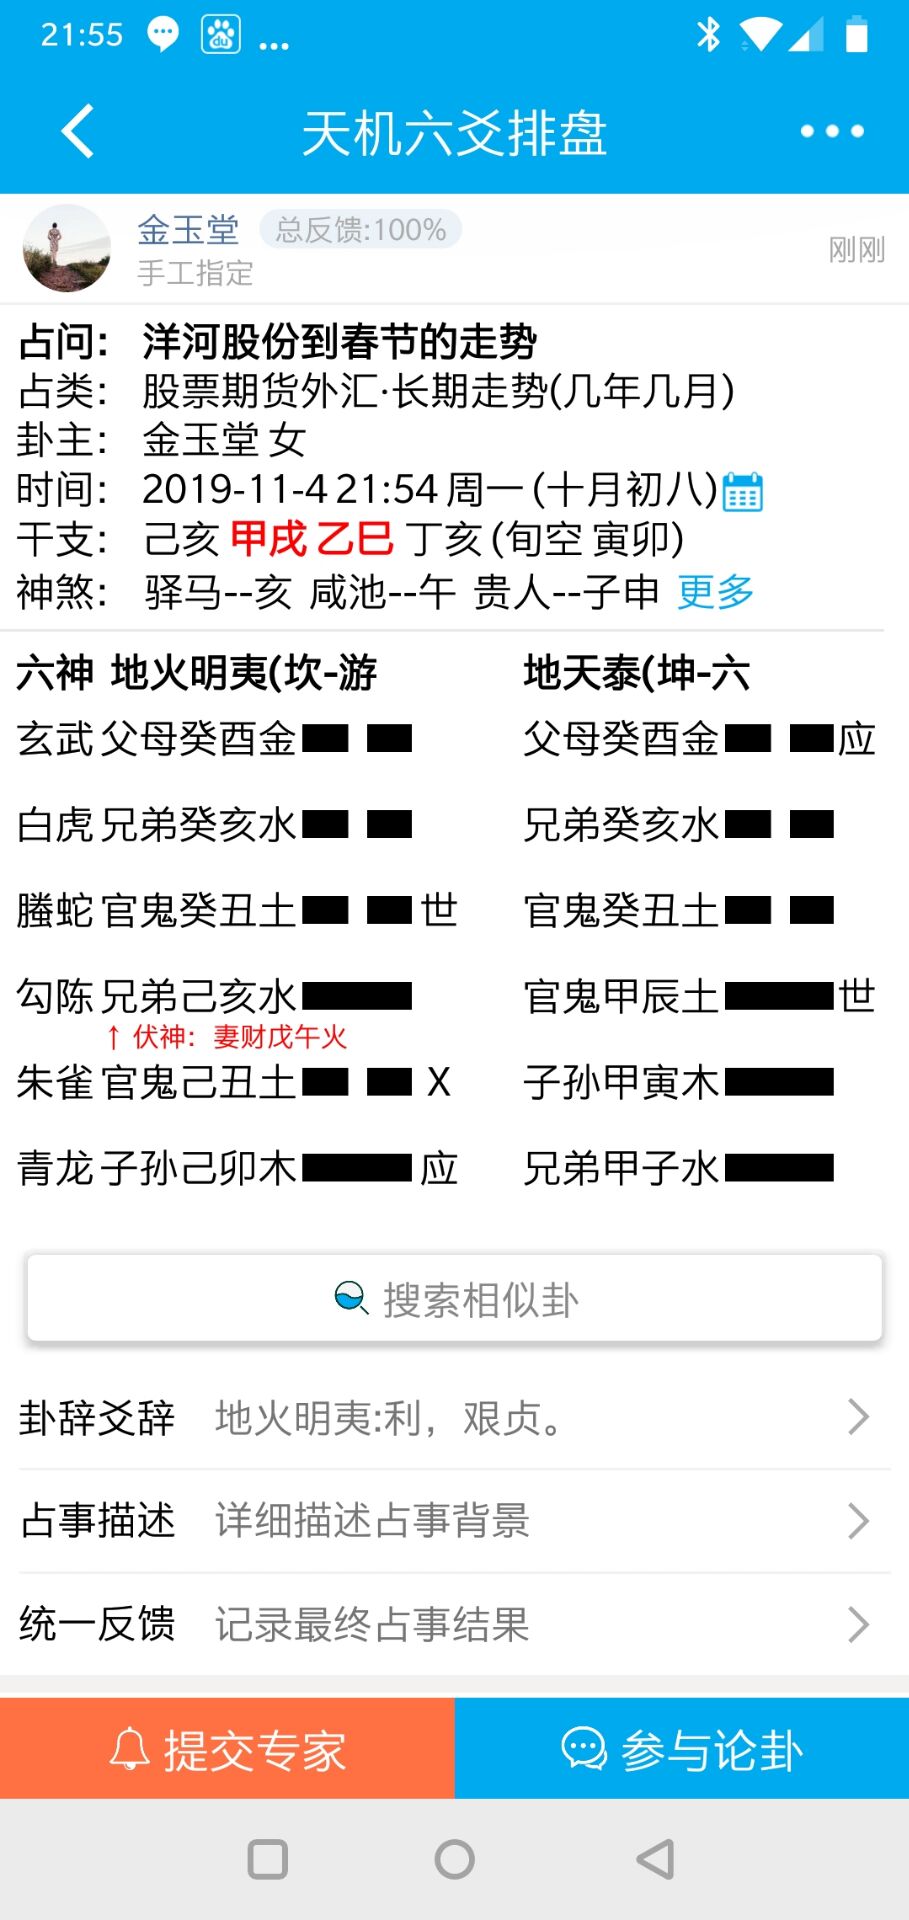 21:55 du ...
天机六爻排盘
金玉堂 总反馈:100%
手工指定
刚刚
占问: 洋河股份到春节的走势
占类: 股票期货外汇·长期走势(几年几月)
卦主: 金玉堂 女
时间: 2019-11-4 21:54 周一 (十月初八)
干支: 己亥 甲戌 乙巳 丁亥 (旬空 寅卯)
神煞: 驿马--亥 咸池--午 贵人--子申 更多
六神 地火明夷(坎-游 地天泰(坤-六
玄武 父母癸酉金 父母癸酉金 应
白虎 兄弟癸亥水 兄弟癸亥水
螣蛇 官鬼癸丑土 世 官鬼癸丑土
勾陈 兄弟己亥水 官鬼甲辰土 世
↑ 伏神: 妻财戊午火
朱雀 官鬼己丑土 X 子孙甲寅木
青龙 子孙己卯木 应 兄弟甲子水
搜索相似卦
卦辞爻辞 地火明夷:利，艰贞。
占事描述 详细描述占事背景
统一反馈 记录最终占事结果
提交专家 参与论卦